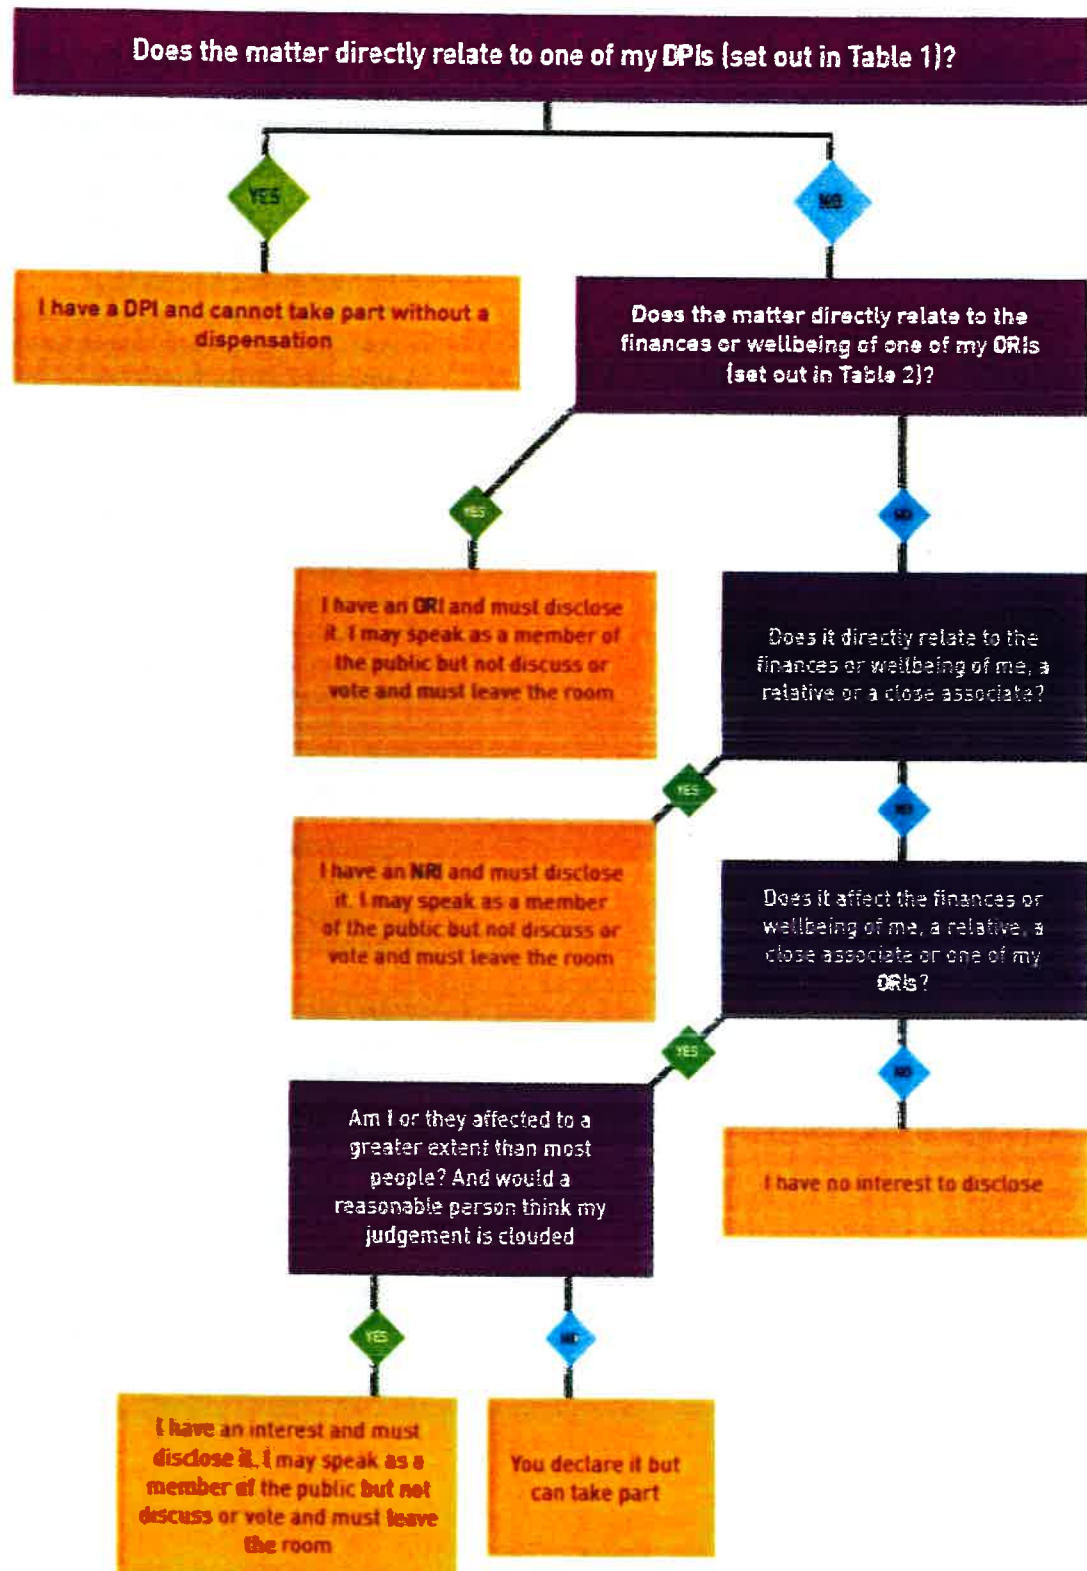 Does the matter directly relate to one of my DPIs (set out in Table 1)?
YES
NO
I have a DPI and cannot take part without a
dispensation
Does the matter directly relate to the
finances or wellbeing of one of my ORIs
(set out in Table 2)?
YES
NO
I have an ORI and must disclose
it. I may speak as a member of
the public but not discuss or
vote and must leave the room
Does it directly relate to the
finances or wellbeing of me, a
relative or a close associate?
YES
NO
I have an NRI and must disclose
it. I may speak as a member
of the public but not discuss or
vote and must leave the room
Does it affect the finances or
wellbeing of me, a relative, a
close associate or one of my
ORIs?
YES
NO
Am I or they affected to a
greater extent than most
people? And would a
reasonable person think my
judgement is clouded
I have no interest to disclose
YES
NO
I have an interest and must
disclose it. I may speak as a
member of the public but not
discuss or vote and must leave
the room
You declare it but
can take part